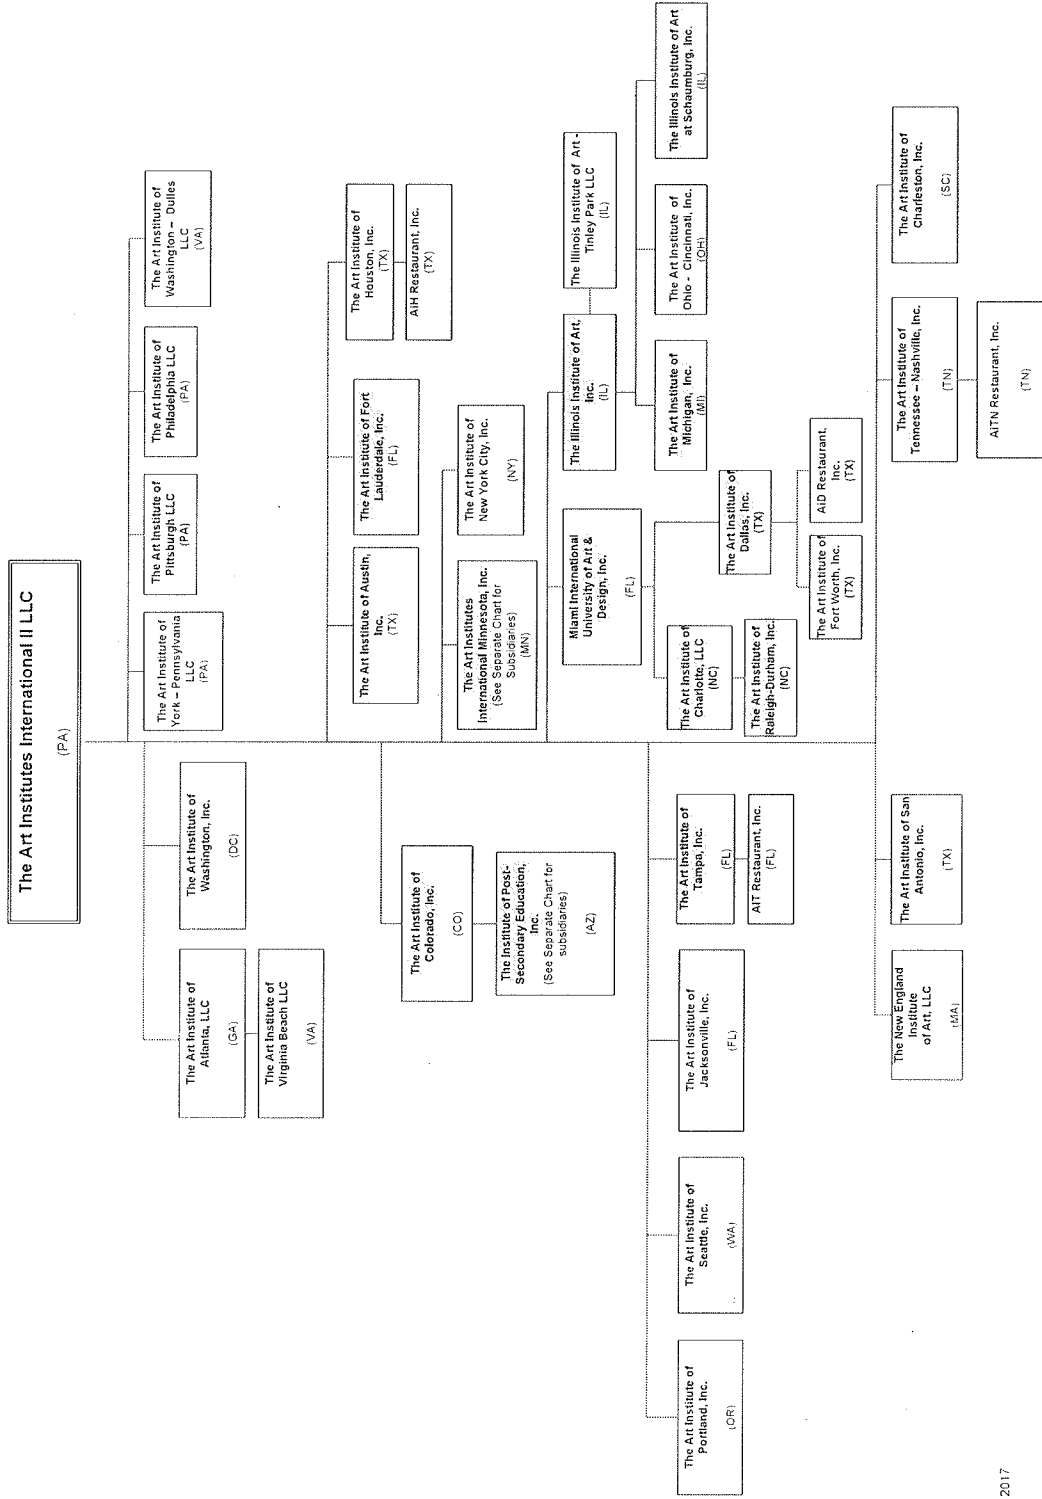 The Art Institutes International II LLC
(PA)
The Art Institute of
Atlanta, LLC
(GA)
The Art Institute of
Virginia Beach LLC
(VA)
The Art Institute of
Washington, Inc.
(DC)
The Art Institute of
York – Pennsylvania
LLC
(PA)
The Art Institute of
Pittsburgh LLC
(PA)
The Art Institute of
Philadelphia LLC
(PA)
The Art Institute of
Washington – Dulles
LLC
(VA)
The Art Institute of Austin,
Inc.
(TX)
The Art Institute of Fort
Lauderdale, Inc.
(FL)
The Art Institute of
Houston, Inc.
(TX)
AiH Restaurant, Inc.
(TX)
The Art Institute of
Colorado, Inc.
(CO)
The Institute of Post-
Secondary Education,
Inc.
(See Separate Chart for
subsidiaries)
(AZ)
The Art Institutes
International Minnesota, Inc.
(See Separate Chart for
Subsidiaries)
(MN)
The Art Institute of
New York City, Inc.
(NY)
Miami International
University of Art &
Design, Inc.
(FL)
The Illinois Institute of Art,
Inc.
(IL)
The Illinois Institute of Art -
Tinley Park LLC
(IL)
The Art Institute of
Michigan, Inc.
(MI)
The Art Institute of
Ohio - Cincinnati, Inc.
(OH)
The Illinois Institute of Art
at Schaumburg, Inc.
(IL)
The Art Institute of
Charlotte, LLC
(NC)
The Art Institute of
Raleigh-Durham, Inc.
(NC)
The Art Institute of
Dallas, Inc.
(TX)
The Art Institute of
Fort Worth, Inc.
(TX)
AiD Restaurant,
Inc.
(TX)
The Art Institute of
Portland, Inc.
(OR)
The Art Institute of
Seattle, Inc.
(WA)
The Art Institute of
Jacksonville, Inc.
(FL)
The Art Institute of
Tampa, Inc.
(FL)
AIT Restaurant, Inc.
(FL)
The New England
Institute
of Art, LLC
(MA)
The Art Institute of San
Antonio, Inc.
(TX)
The Art Institute of
Tennessee – Nashville, Inc.
(TN)
AiTN Restaurant, Inc.
(TN)
The Art Institute of
Charleston, Inc.
(SC)
2017